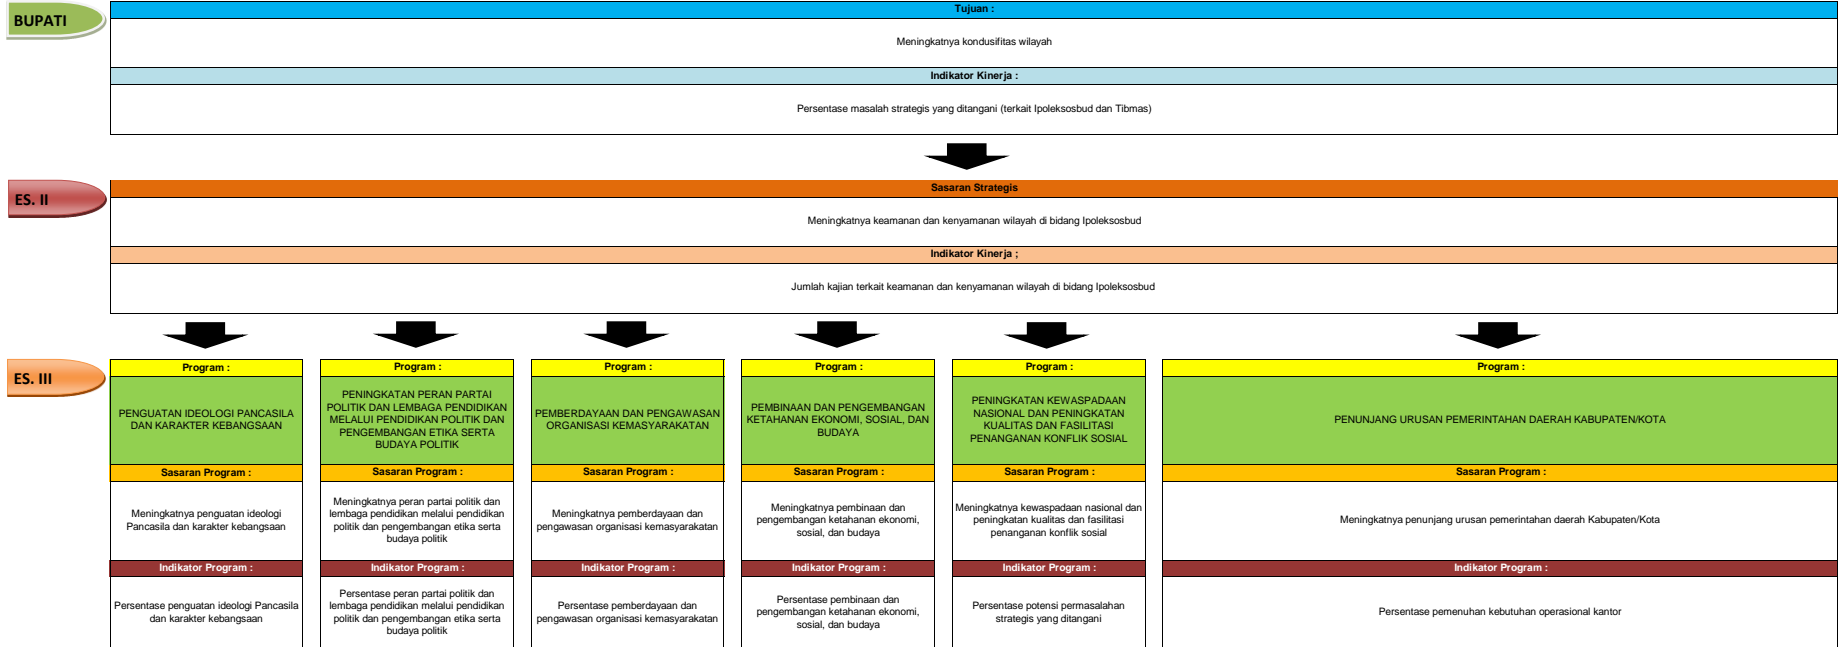 BUPATI
Tujuan :
Meningkatnya kondusifitas wilayah
Indikator Kinerja :
Persentase masalah strategis yang ditangani (terkait Ipoleksosbud dan Tibmas)
ES. II
Sasaran Strategis
Meningkatnya keamanan dan kenyamanan wilayah di bidang Ipoleksosbud
Indikator Kinerja ;
Jumlah kajian terkait keamanan dan kenyamanan wilayah di bidang Ipoleksosbud
ES. III
Program :
PENGUATAN IDEOLOGI PANCASILA
DAN KARAKTER KEBANGSAAN
Sasaran Program :
Meningkatnya penguatan ideologi
Pancasila dan karakter kebangsaan
Indikator Program :
Persentase penguatan ideologi Pancasila
dan karakter kebangsaan
Program :
PENINGKATAN PERAN PARTAI
POLITIK DAN LEMBAGA PENDIDIKAN
MELALUI PENDIDIKAN POLITIK DAN
PENGEMBANGAN ETIKA SERTA
BUDAYA POLITIK
Sasaran Program :
Meningkatnya peran partai politik dan
lembaga pendidikan melalui pendidikan
politik dan pengembangan etika serta
budaya politik
Indikator Program :
Persentase peran partai politik dan
lembaga pendidikan melalui pendidikan
politik dan pengembangan etika serta
budaya politik
Program :
PEMBERDAYAAN DAN PENGAWASAN
ORGANISASI KEMASYARAKATAN
Sasaran Program :
Meningkatnya pemberdayaan dan
pengawasan organisasi kemasyarakatan
Indikator Program :
Persentase pemberdayaan dan
pengawasan organisasi kemasyarakatan
Program :
PEMBINAAN DAN PENGEMBANGAN
KETAHANAN EKONOMI, SOSIAL, DAN
BUDAYA
Sasaran Program :
Meningkatnya pembinaan dan
pengembangan ketahanan ekonomi,
sosial, dan budaya
Indikator Program :
Persentase pembinaan dan
pengembangan ketahanan ekonomi,
sosial, dan budaya
Program :
PENINGKATAN KEWASPADAAN
NASIONAL DAN PENINGKATAN
KUALITAS DAN FASILITASI
PENANGANAN KONFLIK SOSIAL
Sasaran Program :
Meningkatnya kewaspadaan nasional dan
peningkatan kualitas dan fasilitasi
penanganan konflik sosial
Indikator Program :
Persentase potensi permasalahan
strategis yang ditangani
Program :
PENUNJANG URUSAN PEMERINTAHAN DAERAH KABUPATEN/KOTA
Sasaran Program :
Meningkatnya penunjang urusan pemerintahan daerah Kabupaten/Kota
Indikator Program :
Persentase pemenuhan kebutuhan operasional kantor